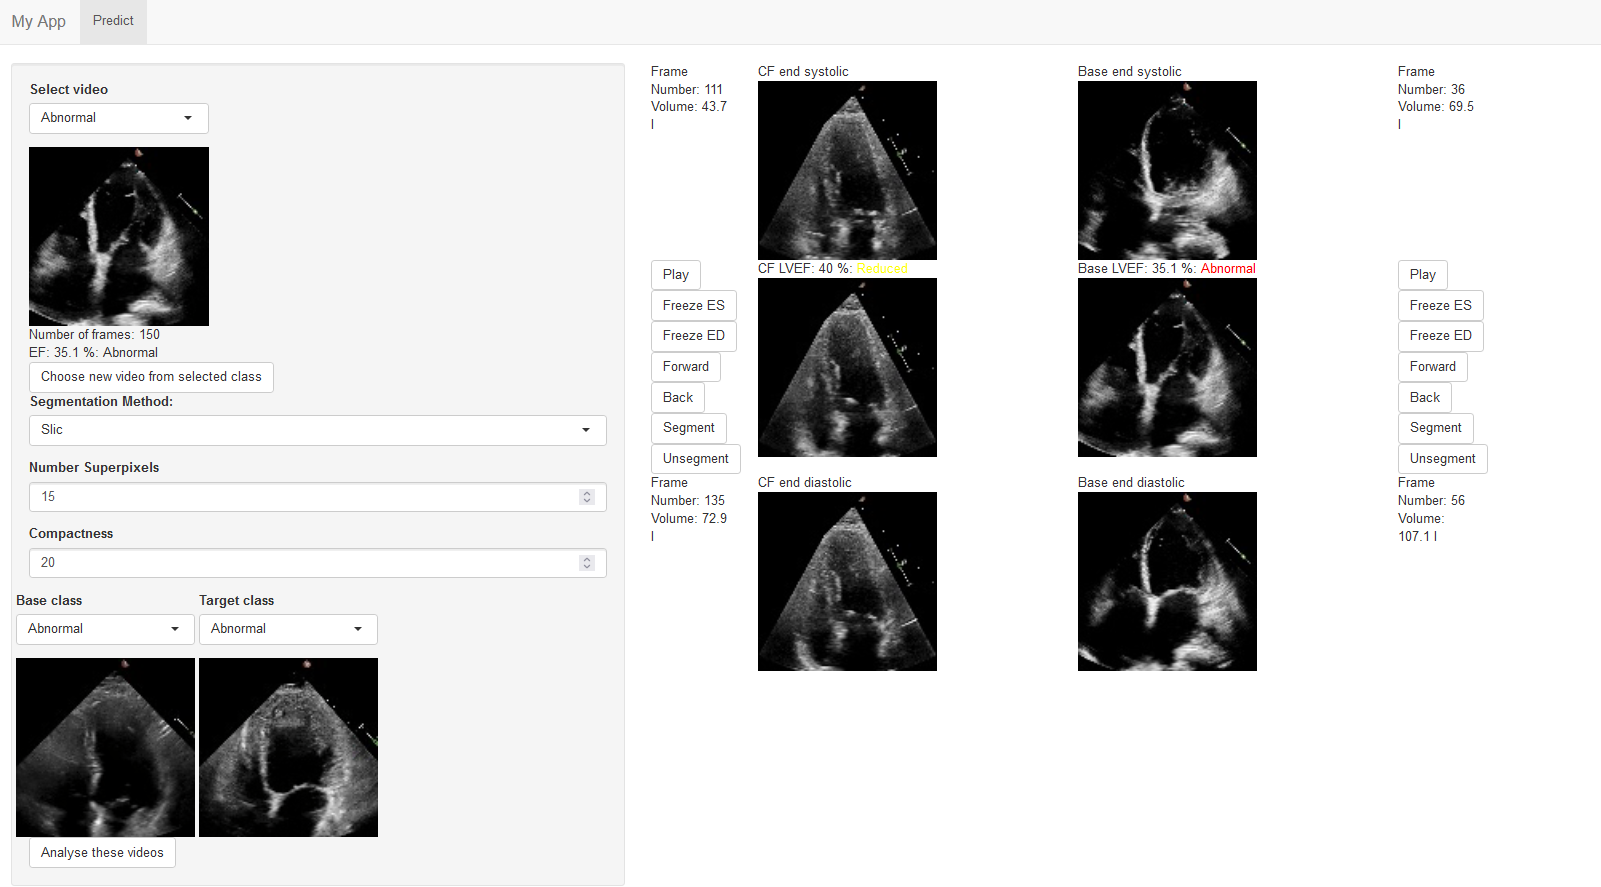 My App
Predict
Select video
Abnormal
Number of frames: 150
EF: 35.1 %: Abnormal
Choose new video from selected class
Segmentation Method:
Slic
Number Superpixels
15
Compactness
20
Base class
Target class
Abnormal
Abnormal
Analyse these videos
Frame
Number: 111
Volume: 43.7
l
CF end systolic
Base end systolic
Frame
Number: 36
Volume: 69.5
l
Play
Freeze ES
Freeze ED
Forward
Back
Segment
Unsegment
CF LVEF: 40 %: Reduced
Base LVEF: 35.1 %: Abnormal
Play
Freeze ES
Freeze ED
Forward
Back
Segment
Unsegment
Frame
Number: 135
Volume: 72.9
l
CF end diastolic
Base end diastolic
Frame
Number: 56
Volume:
107.1 l